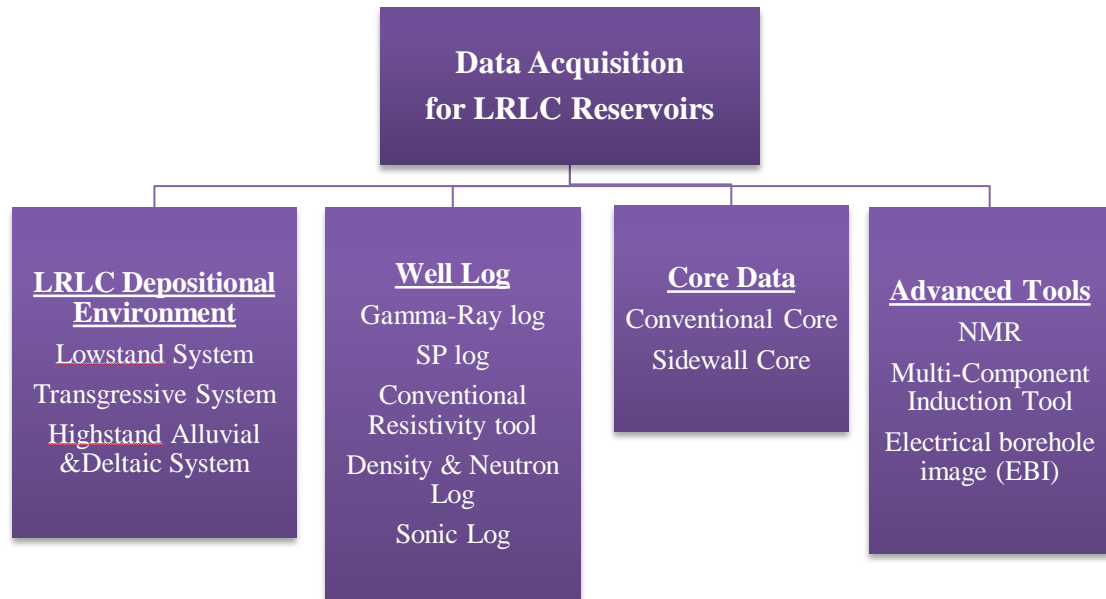 Data Acquisition
for LRLC Reservoirs
LRLC Depositional
Environment
Lowstand System
Transgressive System
Highstand Alluvial
&Deltaic System
Well Log
Gamma-Ray log
SP log
Conventional
Resistivity tool
Density & Neutron
Log
Sonic Log
Core Data
Conventional Core
Sidewall Core
Advanced Tools
NMR
Multi-Component
Induction Tool
Electrical borehole
image (EBI)